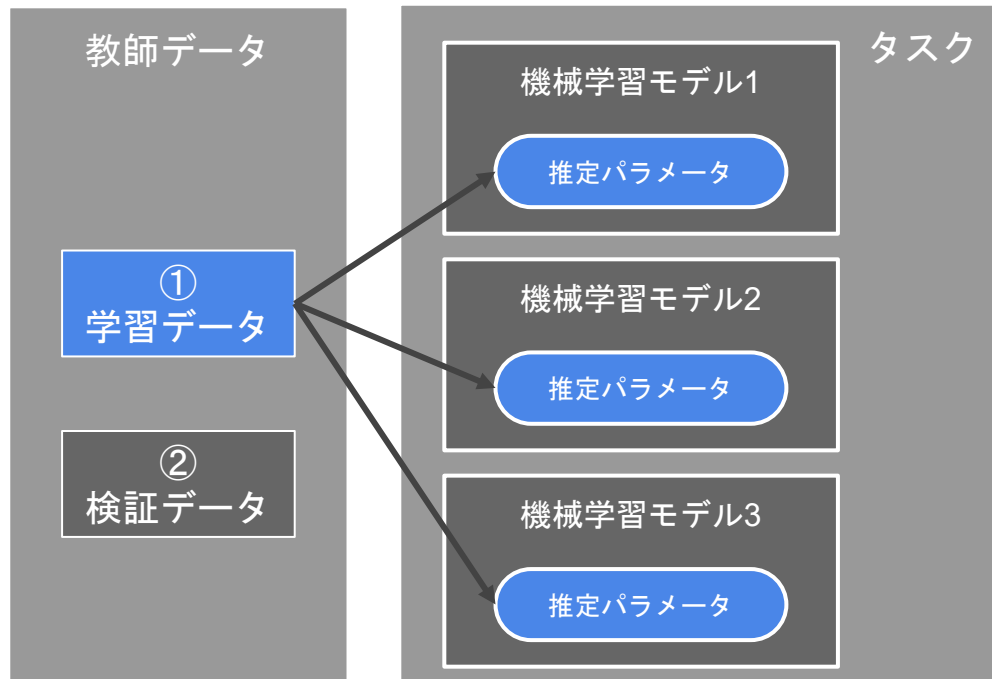 教師データ
①
学習データ
②
検証データ
タスク
機械学習モデル1
推定パラメータ
機械学習モデル2
推定パラメータ
機械学習モデル3
推定パラメータ